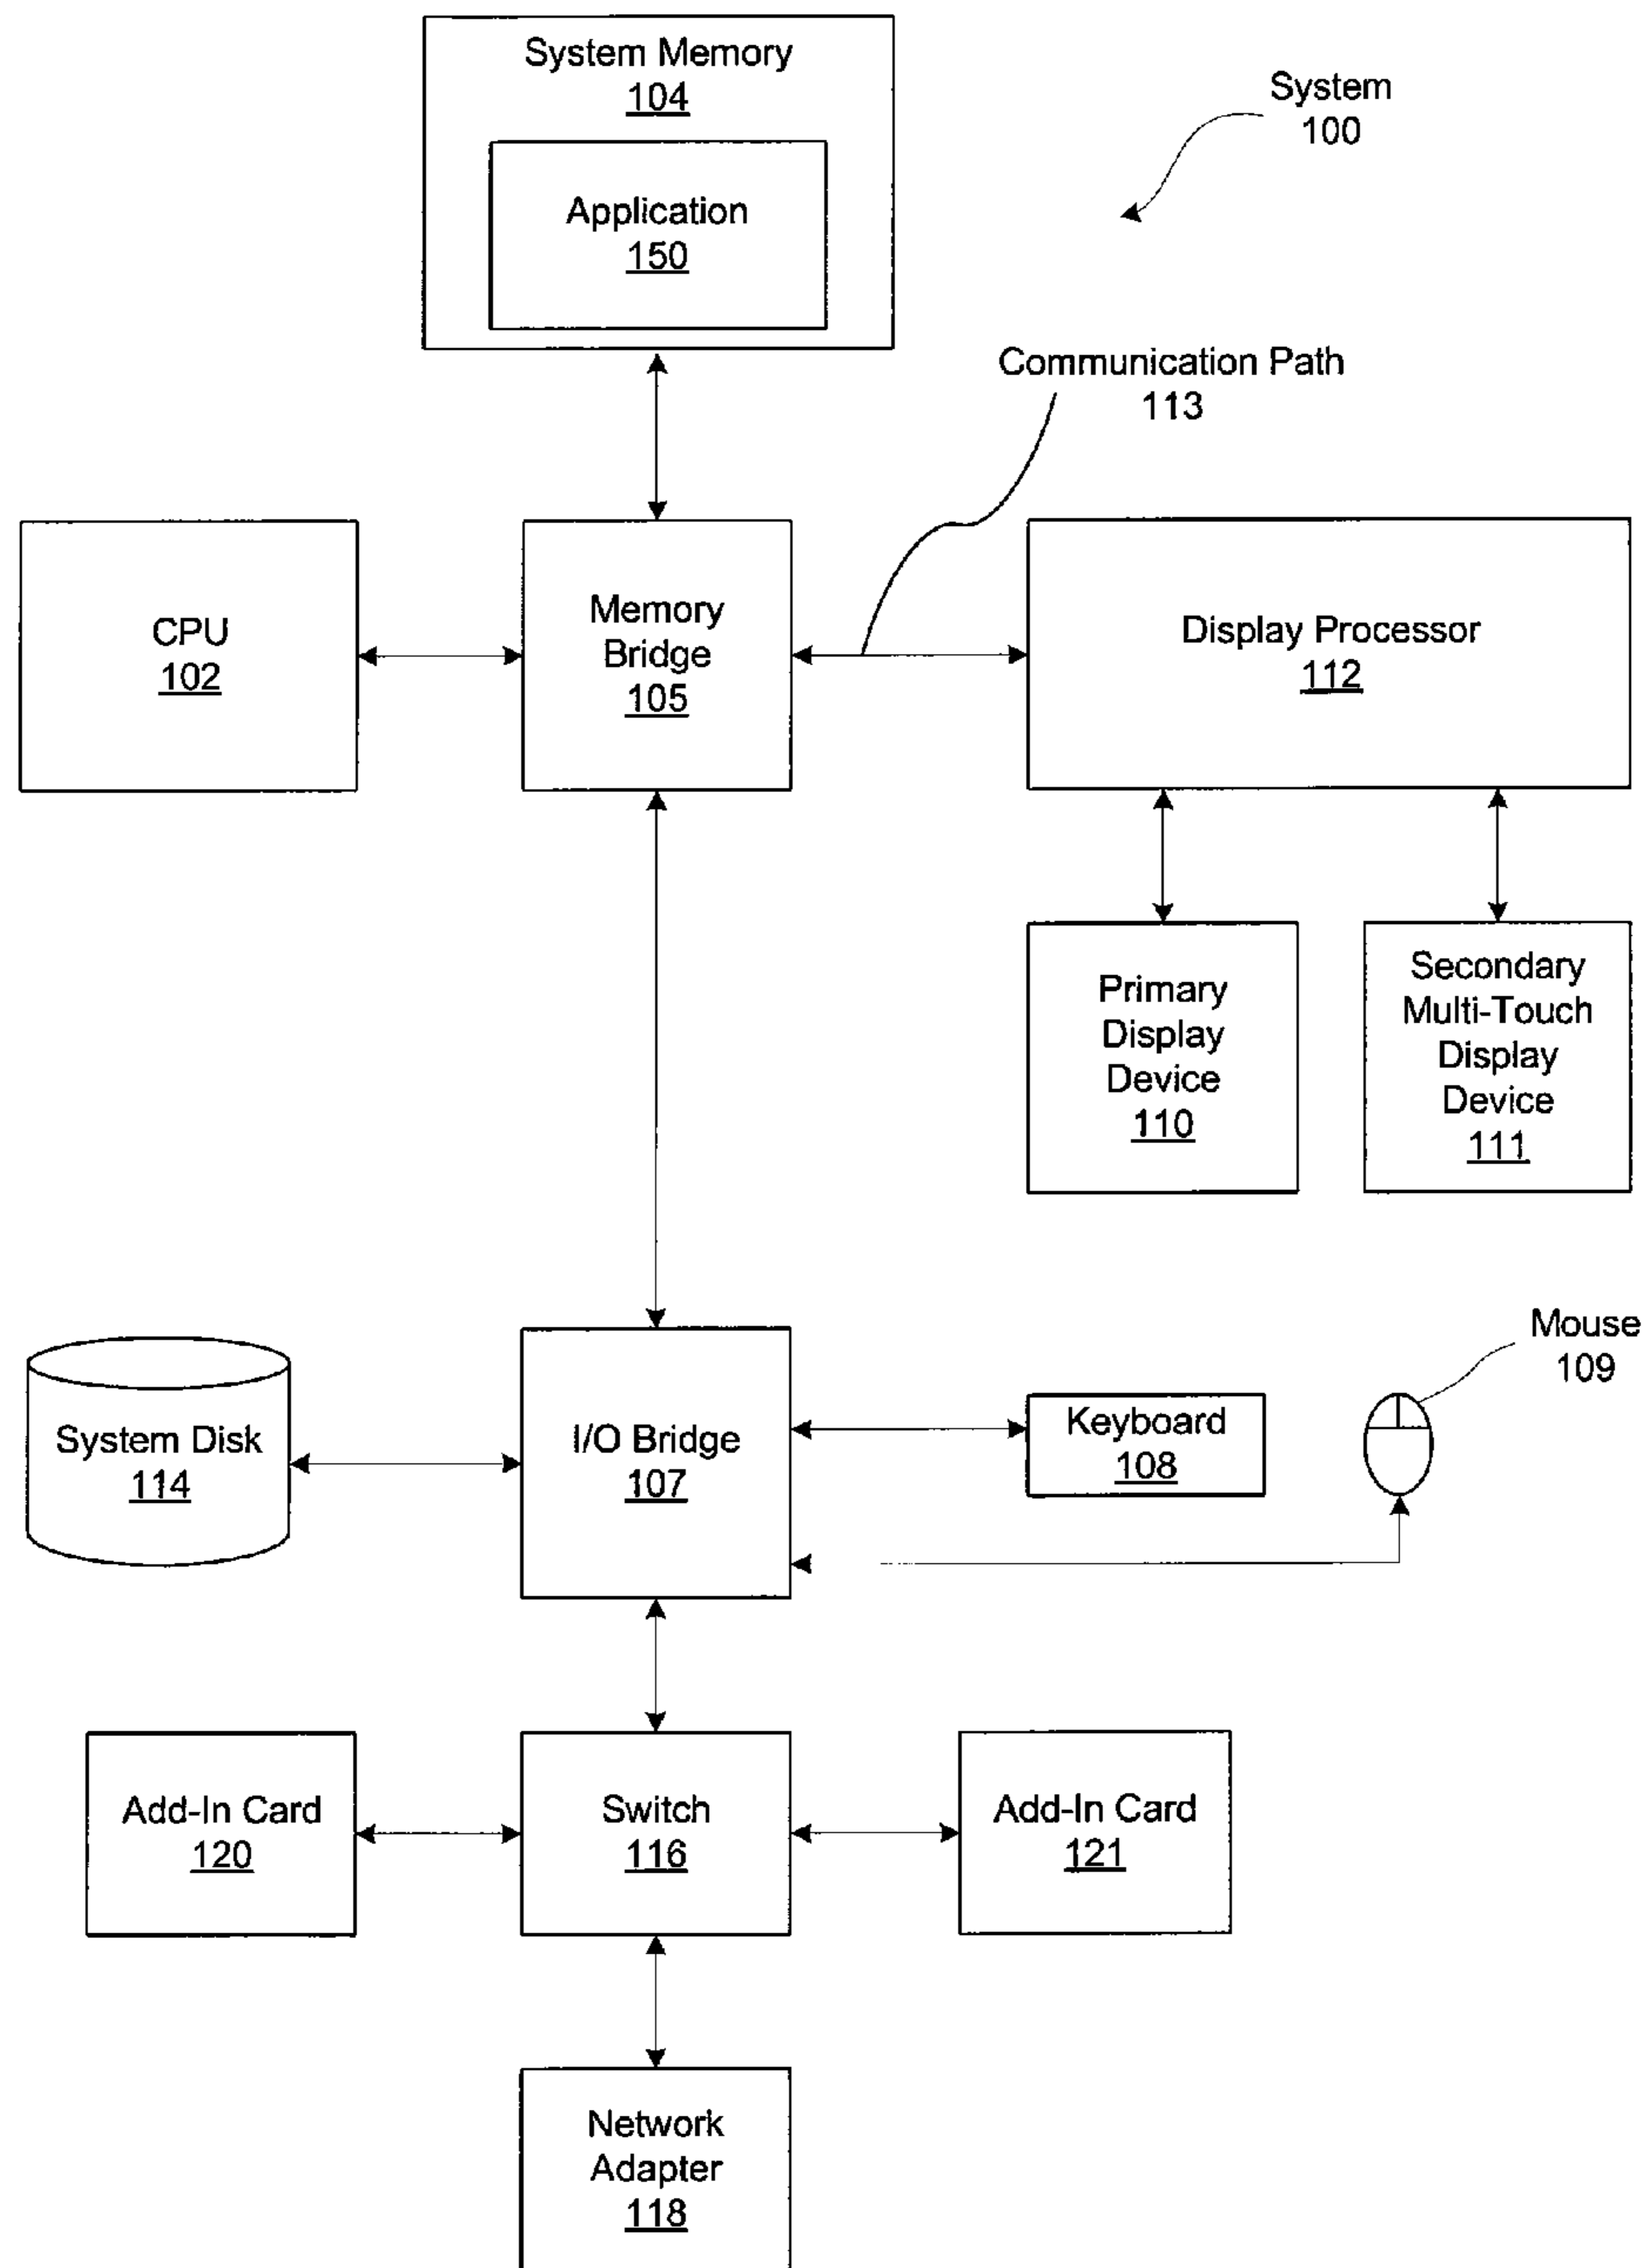 System Memory
104
System
100
Application
150
Communication Path
113
CPU
102
Memory
Bridge
105
Display Processor
112
Primary
Display
Device
110
Secondary
Multi-Touch
Display
Device
111
Mouse
109
System Disk
114
I/O Bridge
107
Keyboard
108
Add-In Card
120
Switch
116
Add-In Card
121
Network
Adapter
118